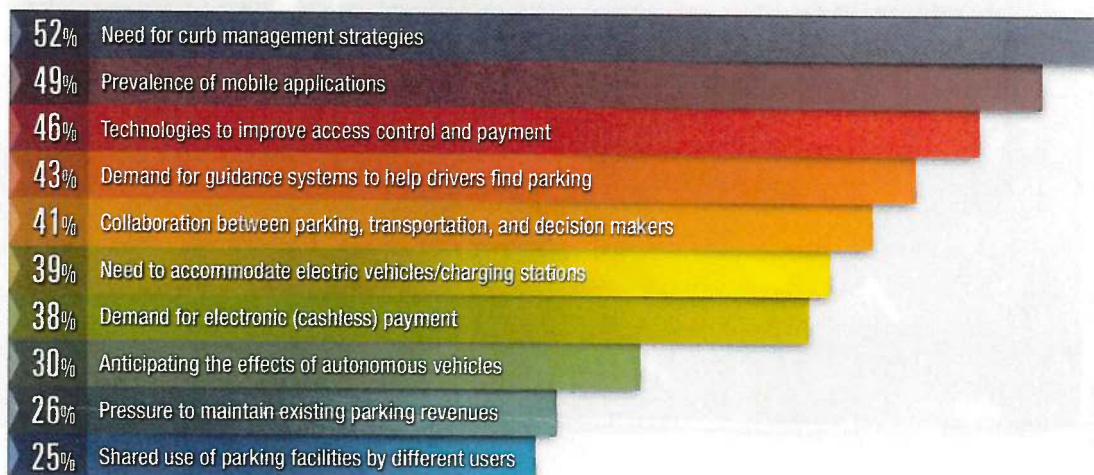 52% Need for curb management strategies
49% Prevalence of mobile applications
46% Technologies to improve access control and payment
43% Demand for guidance systems to help drivers find parking
41% Collaboration between parking, transportation, and decision makers
39% Need to accommodate electric vehicles/charging stations
38% Demand for electronic (cashless) payment
30% Anticipating the effects of autonomous vehicles
26% Pressure to maintain existing parking revenues
25% Shared use of parking facilities by different users